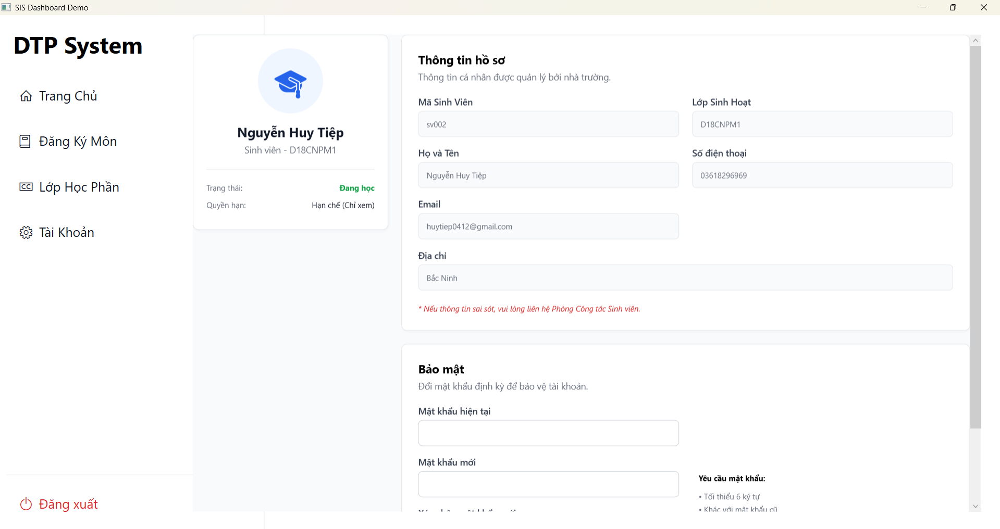 SIS Dashboard Demo
DTP System
Trang Chủ
Đăng Ký Môn
Lớp Học Phần
Tài Khoản
Đăng xuất
Nguyễn Huy Tiệp
Sinh viên - D18CNPM1
Trạng thái: Đang học
Quyền hạn: Hạn chế (Chỉ xem)
Thông tin hồ sơ
Thông tin cá nhân được quản lý bởi nhà trường.
Mã Sinh Viên
sv002
Lớp Sinh Hoạt
D18CNPM1
Họ và Tên
Nguyễn Huy Tiệp
Số điện thoại
03618296969
Email
huytiep0412@gmail.com
Địa chỉ
Bắc Ninh
* Nếu thông tin sai sót, vui lòng liên hệ Phòng Công tác Sinh viên.
Bảo mật
Đổi mật khẩu định kỳ để bảo vệ tài khoản.
Mật khẩu hiện tại
Mật khẩu mới
Yêu cầu mật khẩu:
• Tối thiểu 6 ký tự
• Khác với mật khẩu cũ